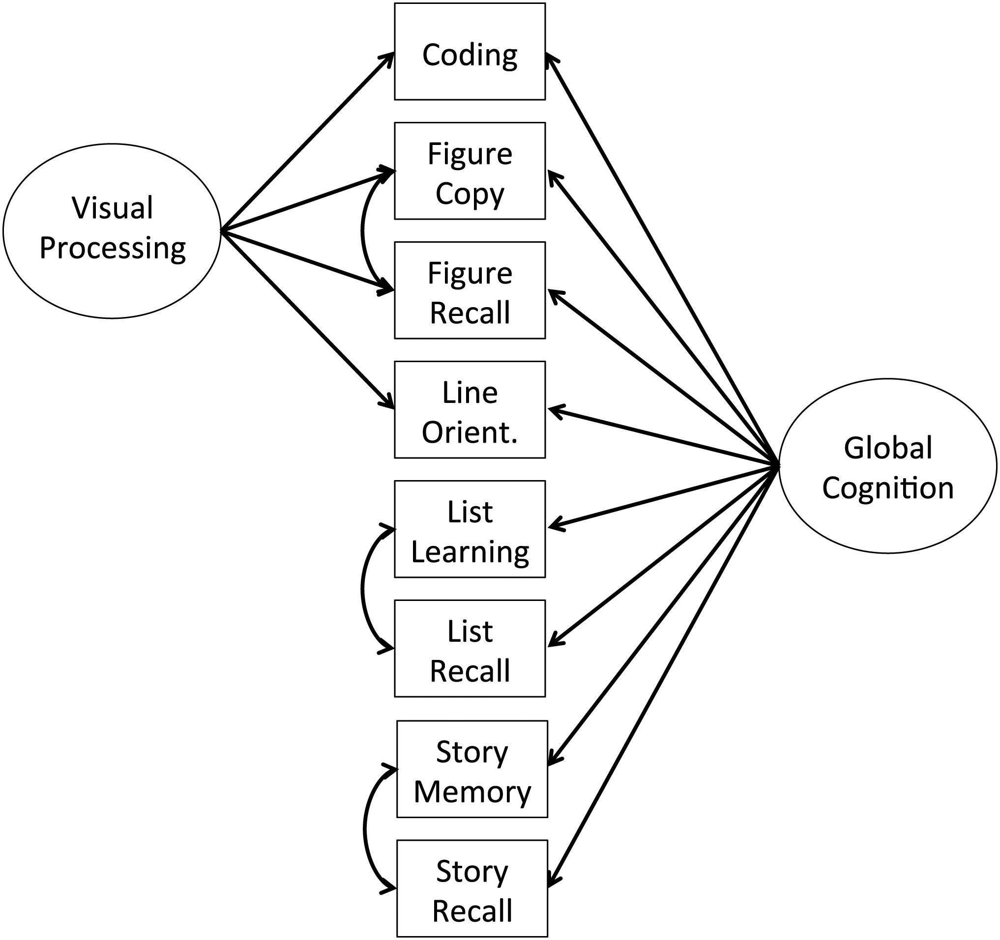 Coding
Figure
Copy
Visual
Processing
Figure
Recall
Line
Orient.
Global
Cognition
List
Learning
List
Recall
Story
Memory
Story
Recall